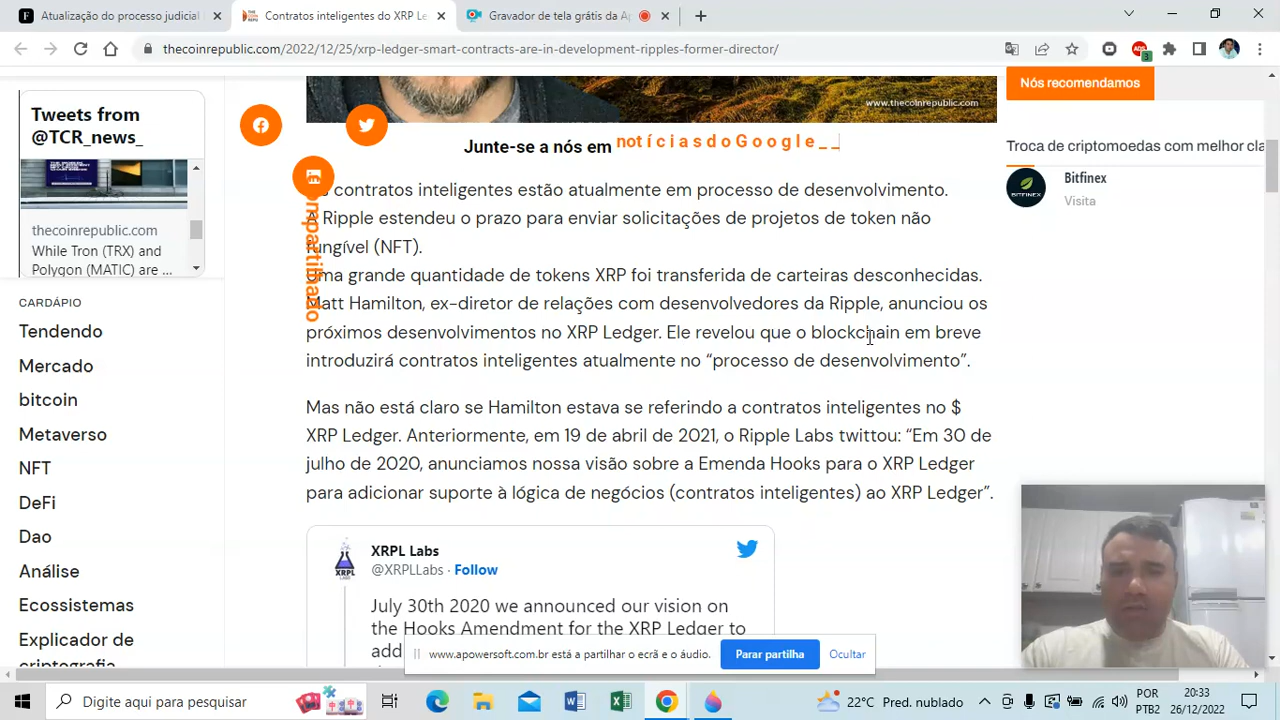 Atualização do processo judicial
Contratos inteligentes do XRP Le
Gravador de tela grátis da Ap
thecoinrepublic.com/2022/12/25/xrp-ledger-smart-contracts-are-in-development-ripples-former-director/
ADS
3
Tweets from
@TCR_news_
thecoinrepublic.com
While Tron (TRX) and
Polygon (MATIC) are ...
CARDÁPIO
Tendendo
Mercado
bitcoin
Metaverso
NFT
DeFi
Dao
Análise
Ecossistemas
Explicador de
criptografia
www.thecoinrepublic.com
Junte-se a nós em notíciasdoGoogle__
mpartilhado
contratos inteligentes estão atualmente em processo de desenvolvimento.
A Ripple estendeu o prazo para enviar solicitações de projetos de token não
fungível (NFT).
Uma grande quantidade de tokens XRP foi transferida de carteiras desconhecidas.
Matt Hamilton, ex-diretor de relações com desenvolvedores da Ripple, anunciou os
próximos desenvolvimentos no XRP Ledger. Ele revelou que o blockchain em breve
introduzirá contratos inteligentes atualmente no “processo de desenvolvimento”.
Mas não está claro se Hamilton estava se referindo a contratos inteligentes no $
XRP Ledger. Anteriormente, em 19 de abril de 2021, o Ripple Labs twittou: “Em 30 de
julho de 2020, anunciamos nossa visão sobre a Emenda Hooks para o XRP Ledger
para adicionar suporte à lógica de negócios (contratos inteligentes) ao XRP Ledger”.
XRPL Labs
@XRPLLabs · Follow
July 30th 2020 we announced our vision on
the Hooks Amendment for the XRP Ledger to
add
Nós recomendamos
Troca de criptomoedas com melhor cla
BITFINEX
Bitfinex
Visita
www.apowersoft.com.br está a partilhar o ecrã e o áudio.
Parar partilha
Ocultar
Digite aqui para pesquisar
22°C Pred. nublado
POR
PTB2
20:33
26/12/2022